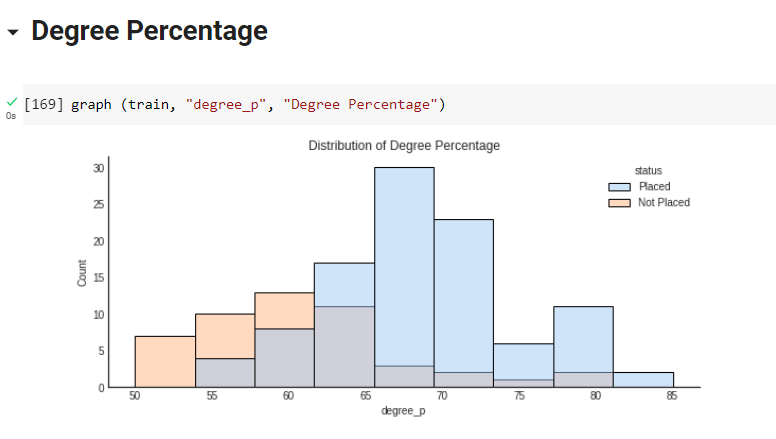 Degree Percentage
[169] graph (train, "degree_p", "Degree Percentage")
0s
Distribution of Degree Percentage
status
Placed
Not Placed
Count
30
25
20
15
10
5
0
50 55 60 65 70 75 80 85
degree_p